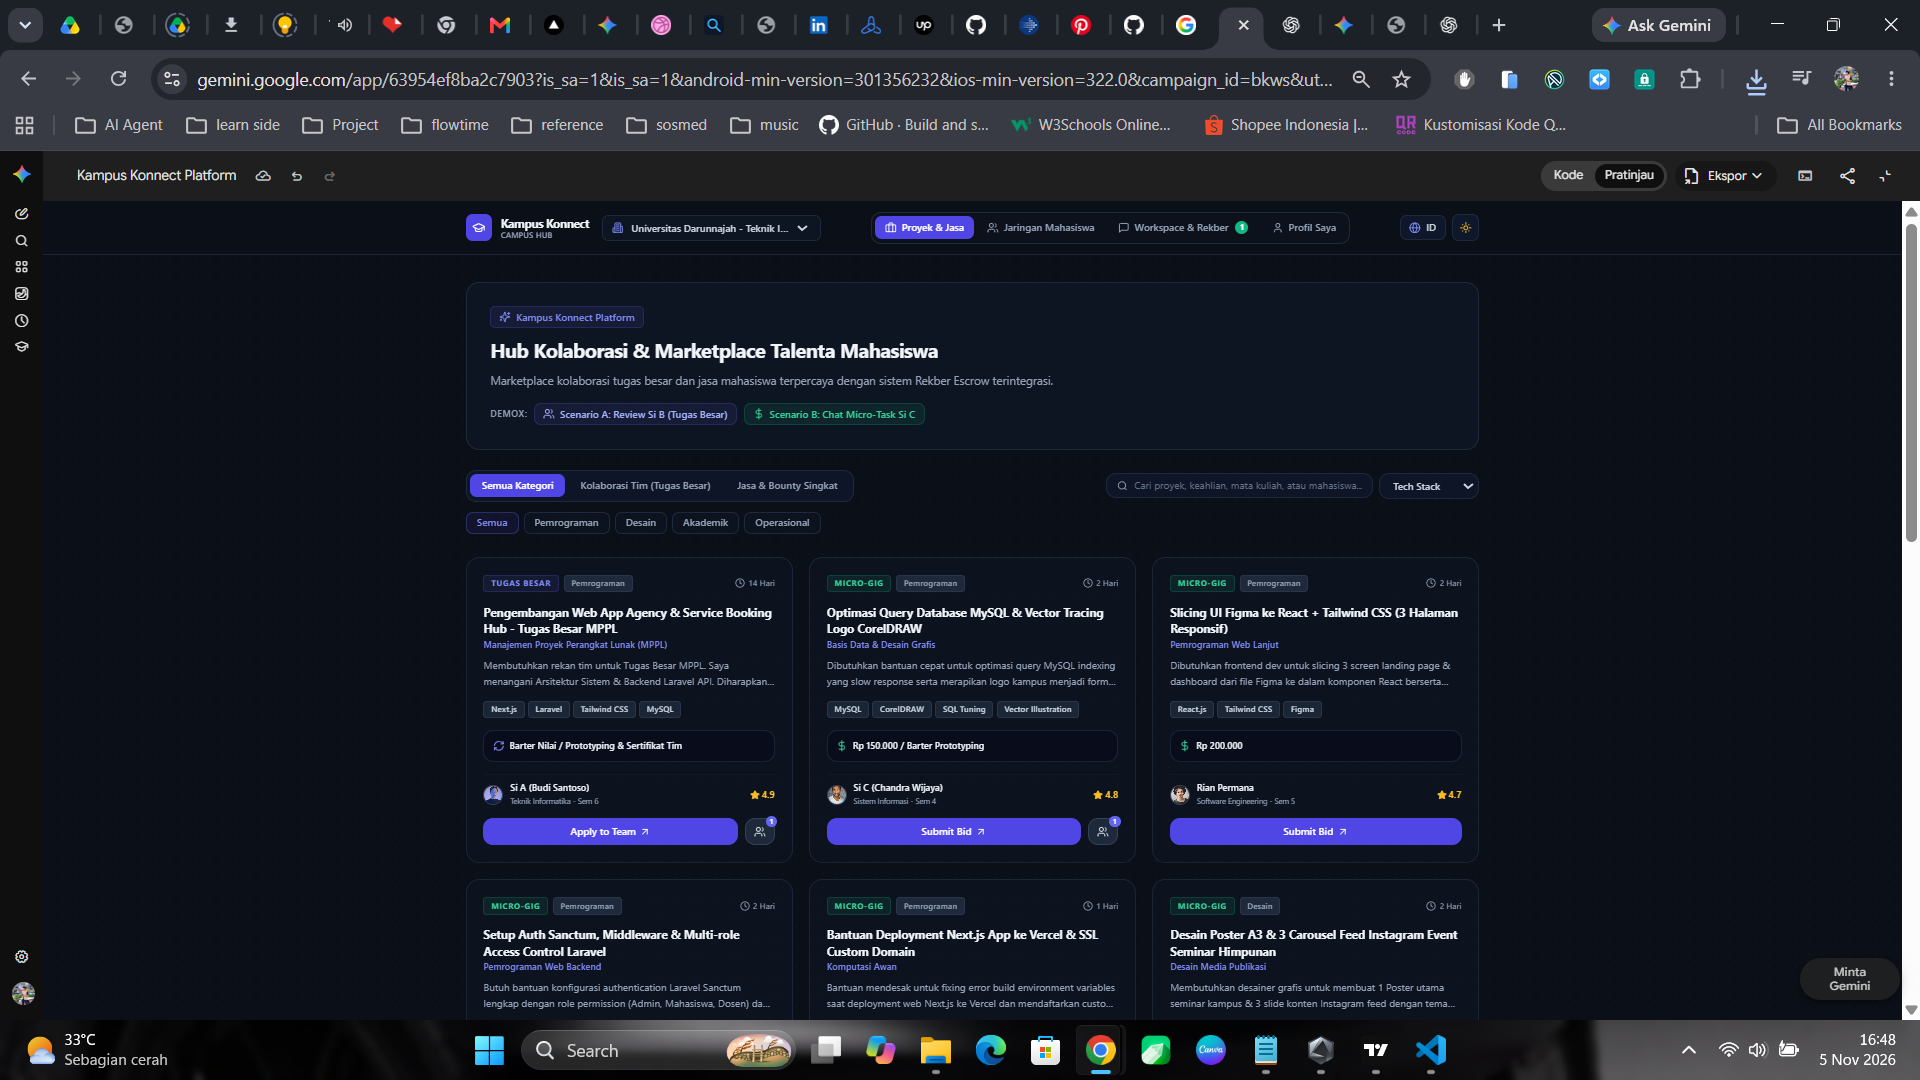 Ask Gemini
gemini.google.com/app/63954ef8ba2c7903?is_sa=1&is_sa=1&android-min-version=301356232&ios-min-version=322.0&campaign_id=bkws&ut...
AI Agent
learn side
Project
flowtime
reference
sosmed
music
GitHub · Build and s...
W3Schools Online...
Shopee Indonesia |...
Kustomisasi Kode Q...
All Bookmarks
Kampus Konnect Platform
Kode
Pratinjau
Ekspor
Kampus Konnect
CAMPUS HUB
Universitas Darunnajah - Teknik I...
Proyek & Jasa
Jaringan Mahasiswa
Workspace & Rekber 1
Profil Saya
ID
Kampus Konnect Platform
Hub Kolaborasi & Marketplace Talenta Mahasiswa
Marketplace kolaborasi tugas besar dan jasa mahasiswa terpercaya dengan sistem Rekber Escrow terintegrasi.
DEMOX:
Scenario A: Review Si B (Tugas Besar)
Scenario B: Chat Micro-Task Si C
Semua Kategori
Kolaborasi Tim (Tugas Besar)
Jasa & Bounty Singkat
Cari proyek, keahlian, mata kuliah, atau mahasiswa...
Tech Stack
Semua
Pemrograman
Desain
Akademik
Operasional
TUGAS BESAR
Pemrograman
14 Hari
Pengembangan Web App Agency & Service Booking
Hub - Tugas Besar MPPL
Manajemen Proyek Perangkat Lunak (MPPL)
Membutuhkan rekan tim untuk Tugas Besar MPPL. Saya
menangani Arsitektur Sistem & Backend Laravel API. Diharapkan...
Next.js
Laravel
Tailwind CSS
MySQL
Barter Nilai / Prototyping & Sertifikat Tim
Si A (Budi Santoso)
Teknik Informatika - Sem 6
4.9
Apply to Team
1
MICRO-GIG
Pemrograman
2 Hari
Optimasi Query Database MySQL & Vector Tracing
Logo CorelDRAW
Basis Data & Desain Grafis
Dibutuhkan bantuan cepat untuk optimasi query MySQL indexing
yang slow response serta merapikan logo kampus menjadi form...
MySQL
CorelDRAW
SQL Tuning
Vector Illustration
Rp 150.000 / Barter Prototyping
Si C (Chandra Wijaya)
Sistem Informasi - Sem 4
4.8
Submit Bid
1
MICRO-GIG
Pemrograman
2 Hari
Slicing UI Figma ke React + Tailwind CSS (3 Halaman
Responsif)
Pemrograman Web Lanjut
Dibutuhkan frontend dev untuk slicing 3 screen landing page &
dashboard dari file Figma ke dalam komponen React berserta...
React.js
Tailwind CSS
Figma
Rp 200.000
Rian Permana
Software Engineering - Sem 5
4.7
Submit Bid
MICRO-GIG
Pemrograman
2 Hari
Setup Auth Sanctum, Middleware & Multi-role
Access Control Laravel
Pemrograman Web Backend
Butuh bantuan konfigurasi authentication Laravel Sanctum
lengkap dengan role permission (Admin, Mahasiswa, Dosen) da...
MICRO-GIG
Pemrograman
1 Hari
Bantuan Deployment Next.js App ke Vercel & SSL
Custom Domain
Komputasi Awan
Bantuan mendesak untuk fixing error build environment variables
saat deployment web Next.js ke Vercel dan mendaftarkan custo...
MICRO-GIG
Desain
2 Hari
Desain Poster A3 & 3 Carousel Feed Instagram Event
Seminar Himpunan
Desain Media Publikasi
Membutuhkan desainer grafis untuk membuat 1 Poster utama
seminar kampus & 3 slide konten Instagram feed dengan tema...
Minta
Gemini
33°C
Sebagian cerah
Search
16:48
5 Nov 2026